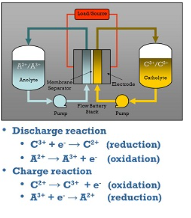 Load/Source
A³⁺/A²⁺
C³⁺/C²⁺
Anolyte
Catholyte
Membrane
Separator
Electrode
Flow Battery
Stack
Pump
Pump
• Discharge reaction
• C³⁺ + e⁻ → C²⁺ (reduction)
• A²⁺ → A³⁺ + e⁻ (oxidation)
• Charge reaction
• C²⁺ → C³⁺ + e⁻ (oxidation)
• A³⁺ + e⁻ → A²⁺ (reduction)